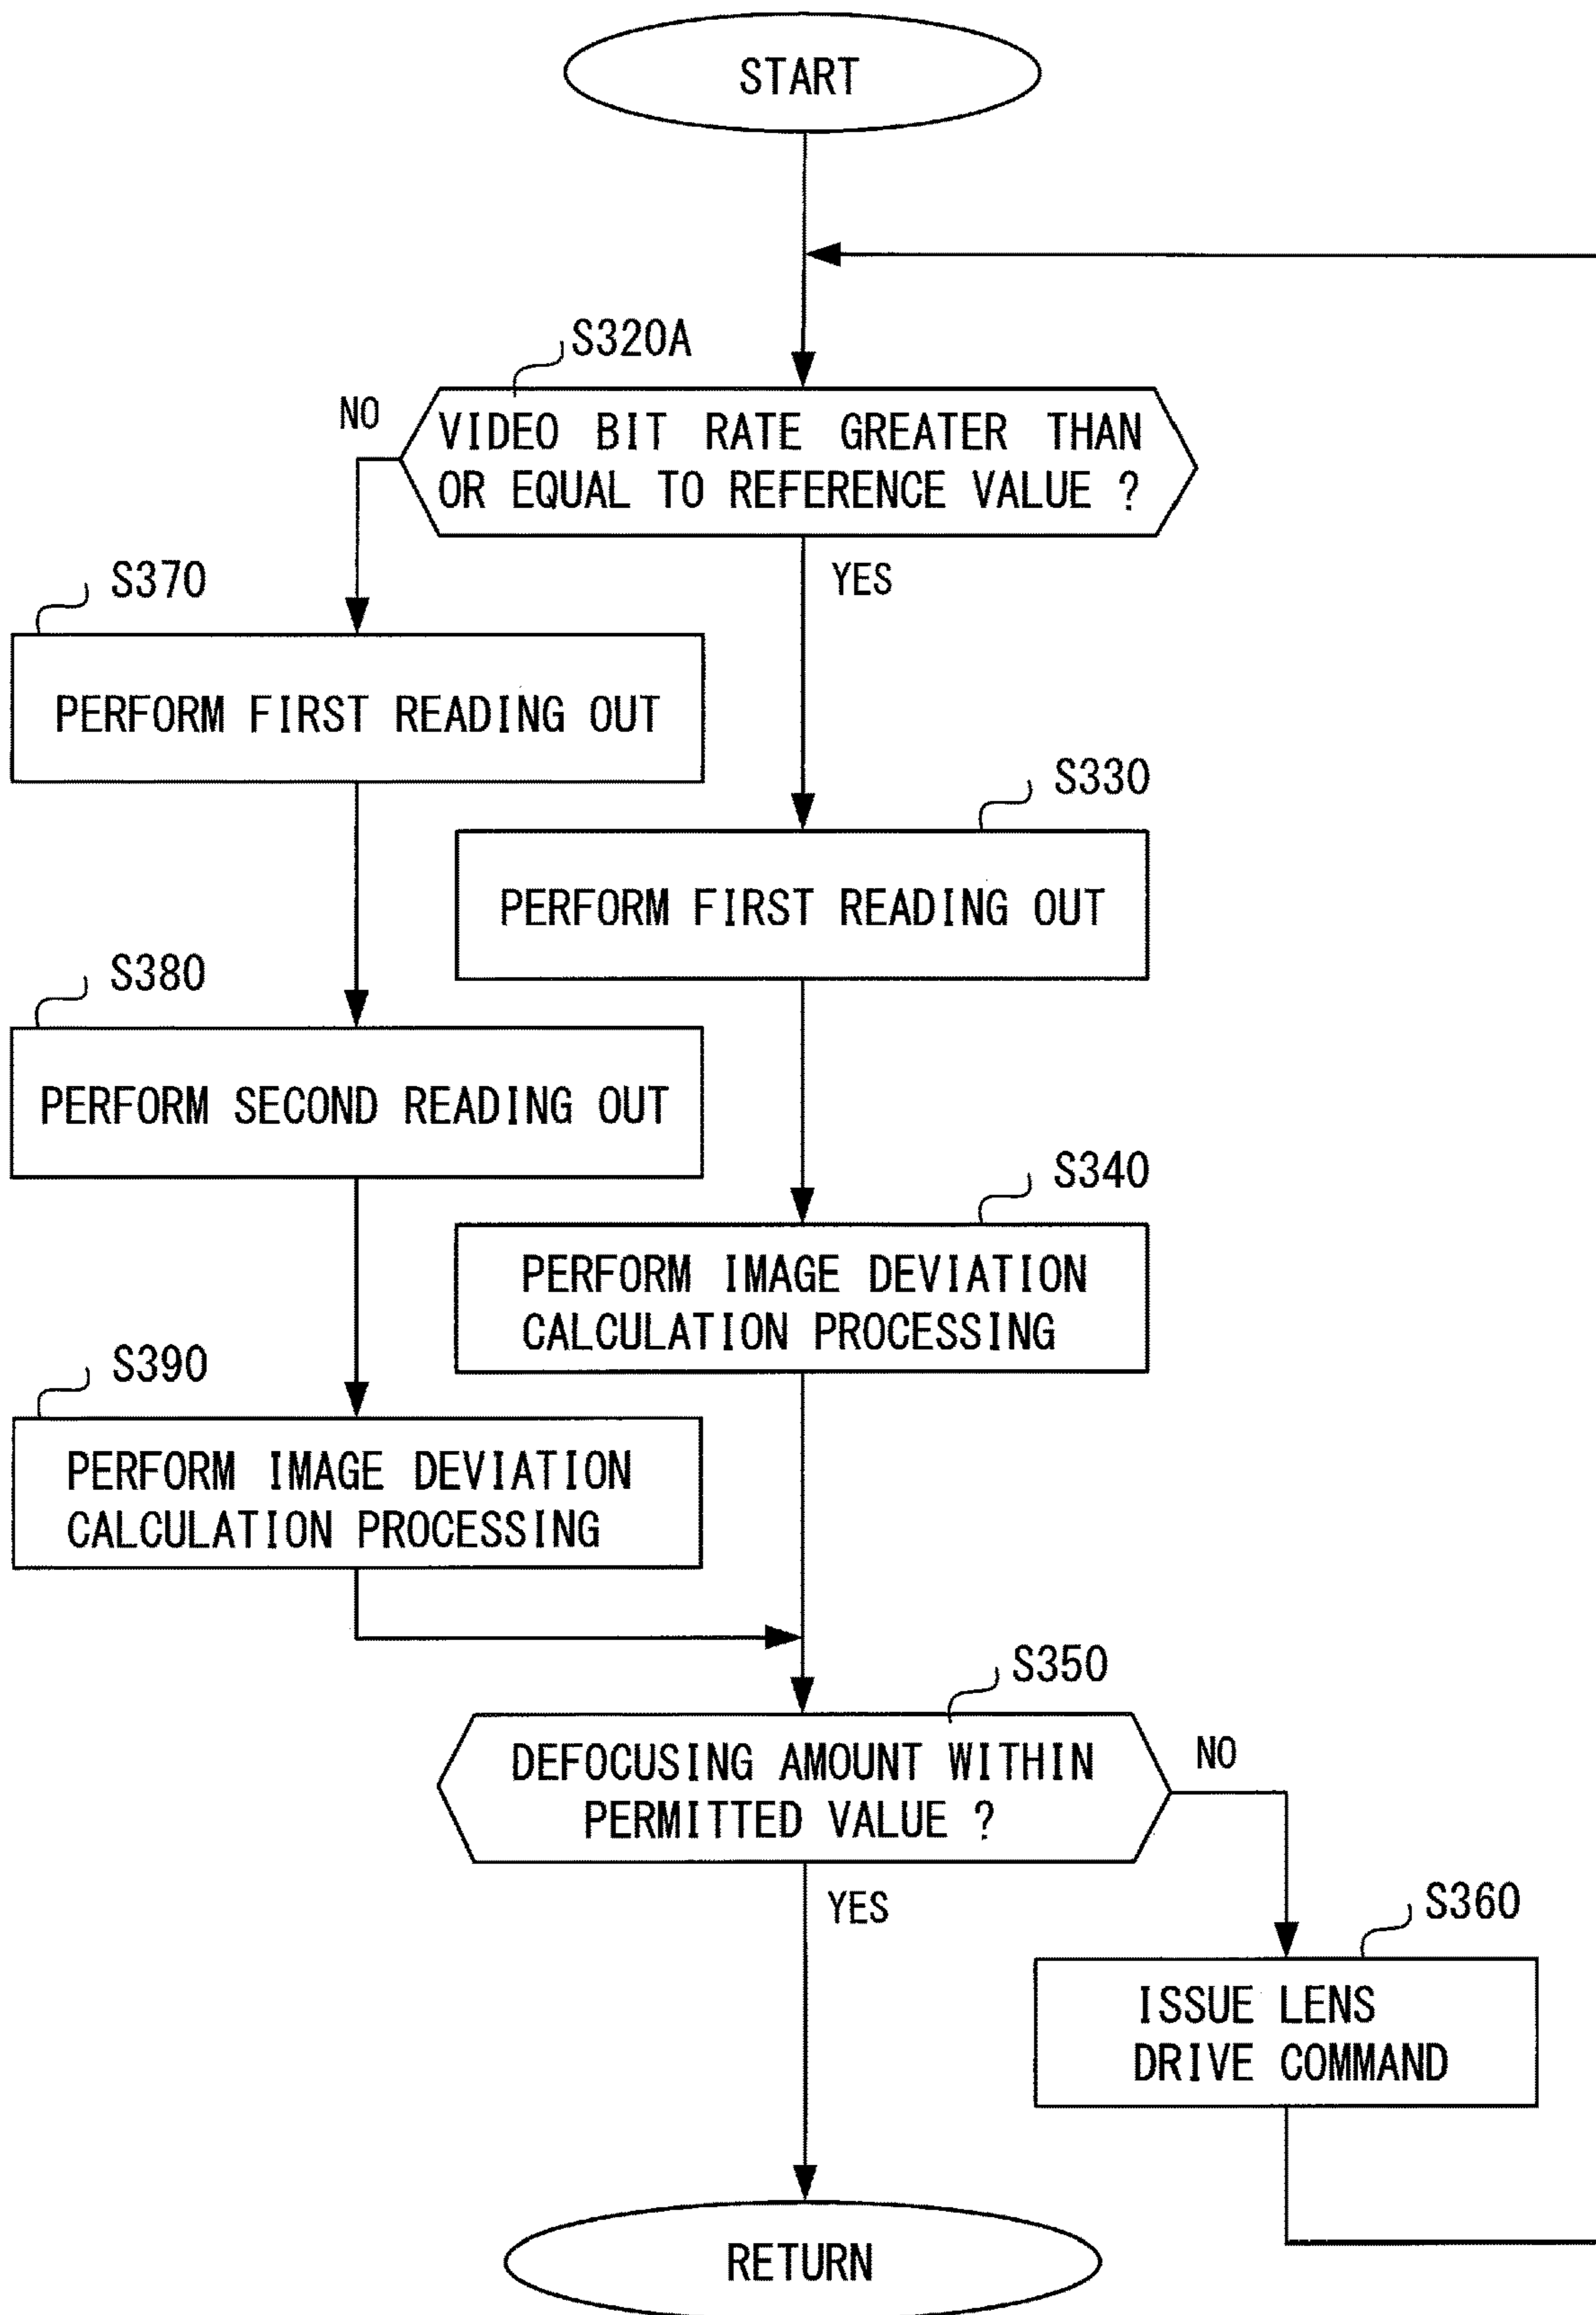 START
S320A
NO
VIDEO BIT RATE GREATER THAN
OR EQUAL TO REFERENCE VALUE ?
YES
S370
PERFORM FIRST READING OUT
S330
PERFORM FIRST READING OUT
S380
PERFORM SECOND READING OUT
S340
PERFORM IMAGE DEVIATION
CALCULATION PROCESSING
S390
PERFORM IMAGE DEVIATION
CALCULATION PROCESSING
S350
DEFOCUSING AMOUNT WITHIN
PERMITTED VALUE ?
NO
YES
S360
ISSUE LENS
DRIVE COMMAND
RETURN